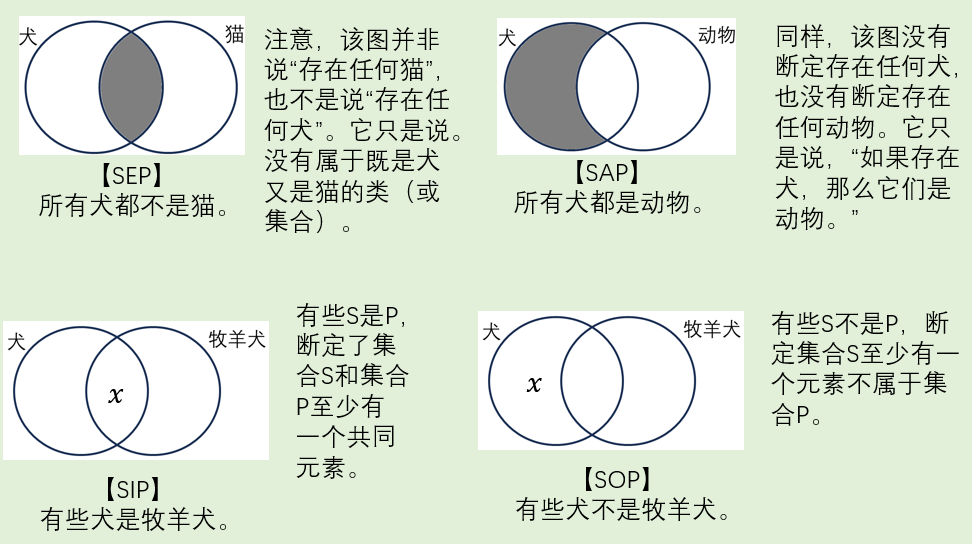 犬
猫
【SEP】
所有犬都不是猫。
注意，该图并非
说“存在任何猫”，
也不是说“存在任
何犬”。它只是说。
没有属于既是犬
又是猫的类（或
集合）。
犬
动物
【SAP】
所有犬都是动物。
同样，该图没有
断定存在任何犬，
也没有断定存在
任何动物。它只
是说，“如果存在
犬，那么它们是
动物。”
犬
牧羊犬
x
【SIP】
有些犬是牧羊犬。
有些S是P，
断定了集
合S和集合
P至少有
一个共同
元素。
犬
牧羊犬
x
【SOP】
有些犬不是牧羊犬。
有些S不是P，断
定集合S至少有一
个元素不属于集
合P。